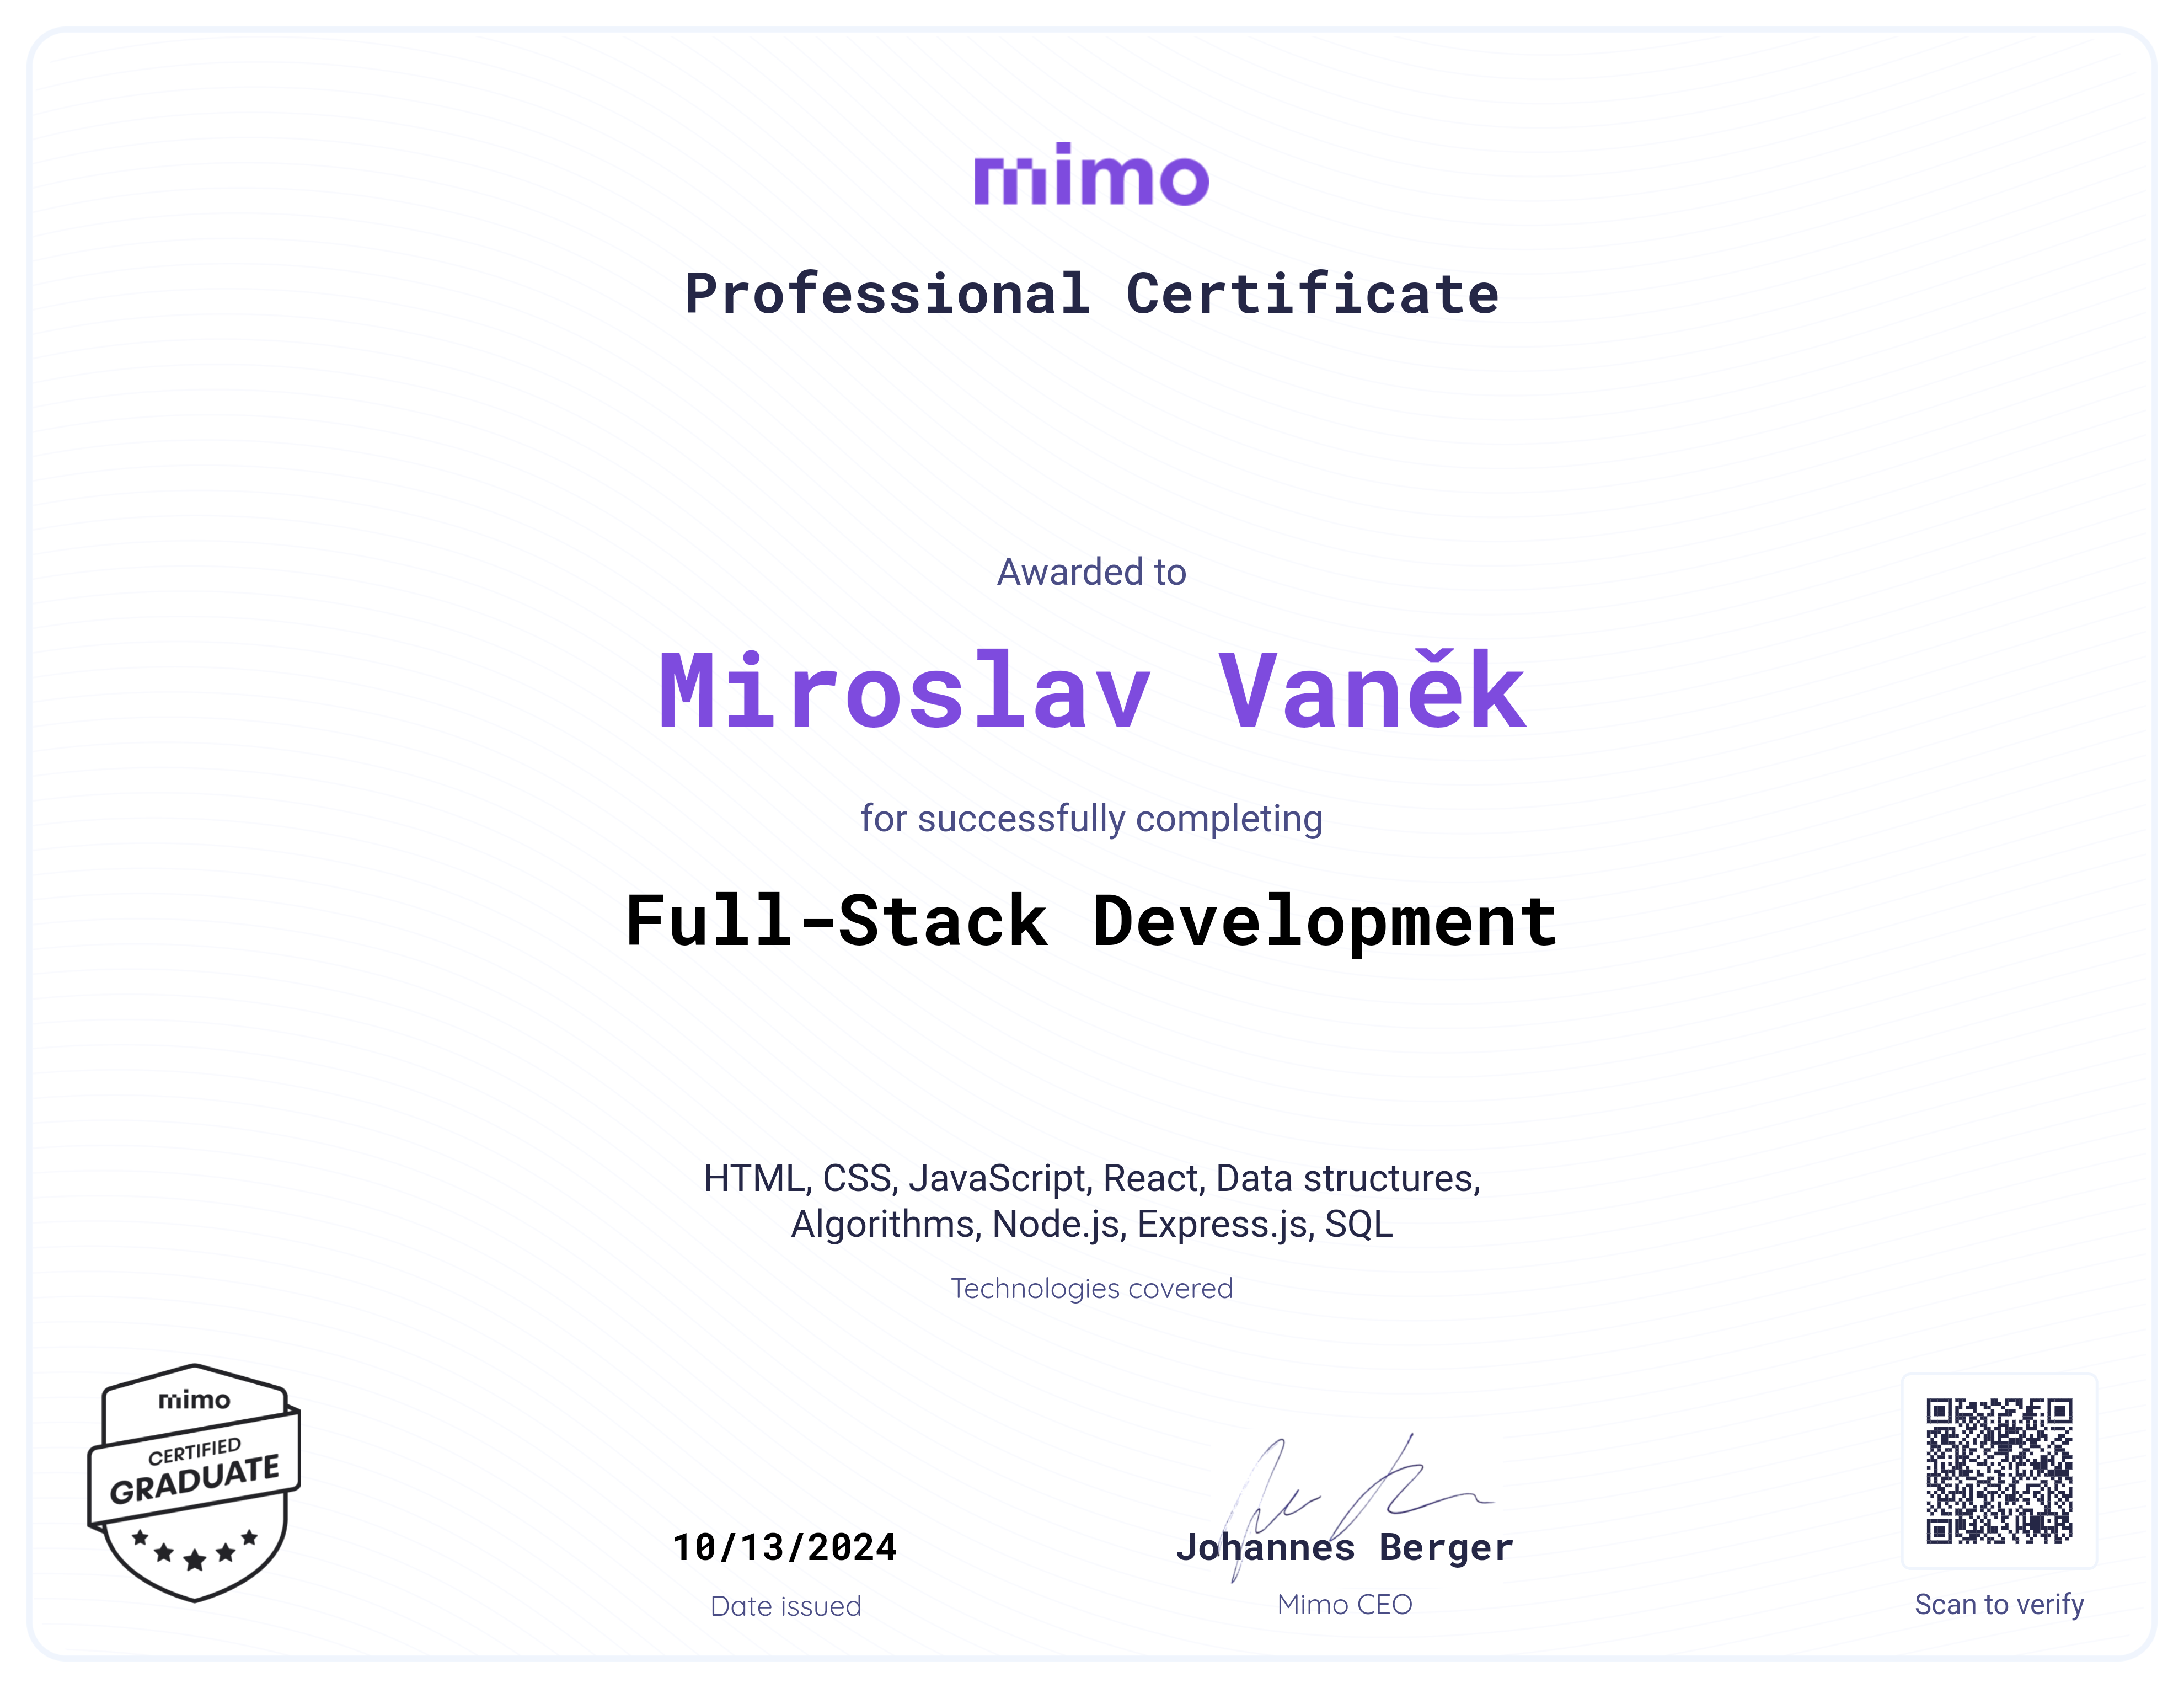 mimo
Professional Certificate
Awarded to
Miroslav Vaněk
for successfully completing
Full-Stack Development
HTML, CSS, JavaScript, React, Data structures,
Algorithms, Node.js, Express.js, SQL
Technologies covered
mimo
CERTIFIED
GRADUATE
10/13/2024
Date issued
Johannes Berger
Mimo CEO
Scan to verify